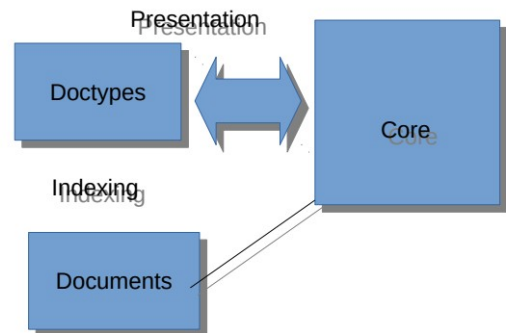 Presentation
Doctypes
Core
Indexing
Documents